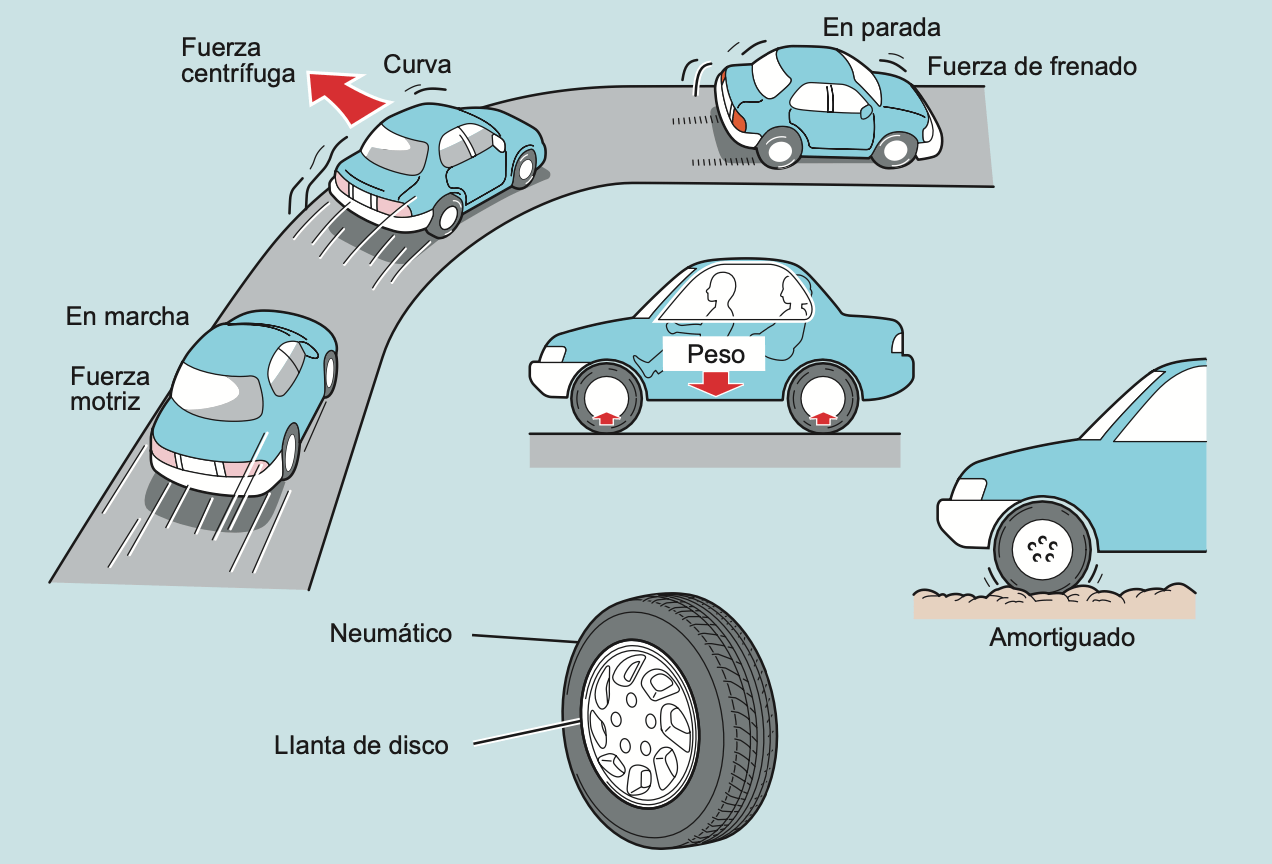 En parada
Fuerza de frenado
Fuerza
centrífuga
Curva
En marcha
Fuerza
motriz
Peso
Amortiguado
Neumático
Llanta de disco